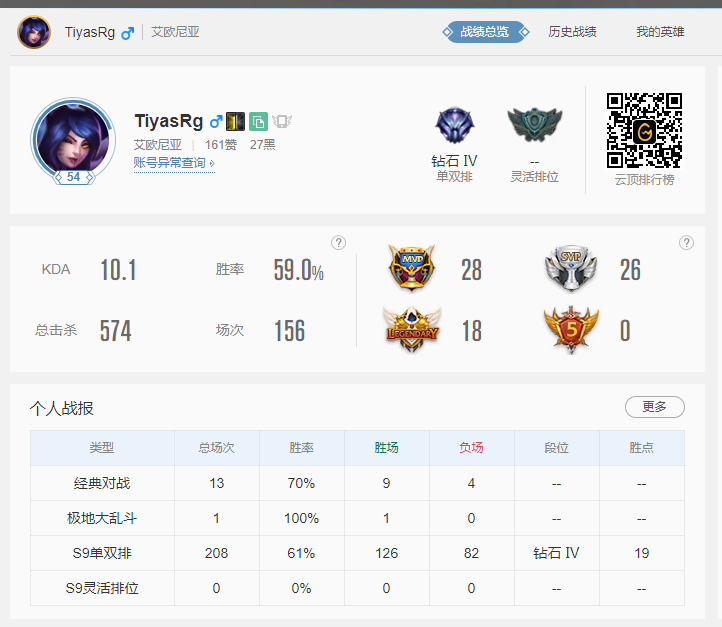 TiyasRg 艾欧尼亚 战绩总览 历史战绩 我的英雄
TiyasRg
艾欧尼亚 161赞 27黑
账号异常查询
54
钻石 IV
单双排
--
灵活排位
云顶排行榜
KDA 10.1 胜率 59.0% ?
总击杀 574 场次 156
MVP 28 SVP 26 ?
LEGENDARY 18 5 0
个人战报 更多
类型 总场次 胜率 胜场 负场 段位 胜点
经典对战 13 70% 9 4 -- --
极地大乱斗 1 100% 1 0 -- --
S9单双排 208 61% 126 82 钻石 IV 19
S9灵活排位 0 0% 0 0 -- --